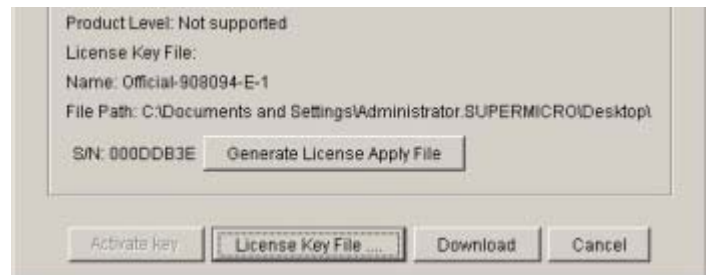 Product Level: Not supported
License Key File:
Name: Official-908094-E-1
File Path: C:\Documents and Settings\Administrator.SUPERMICRO\Desktop\
S/N: 000DDB3E Generate License Apply File
Activate key License Key File .... Download Cancel